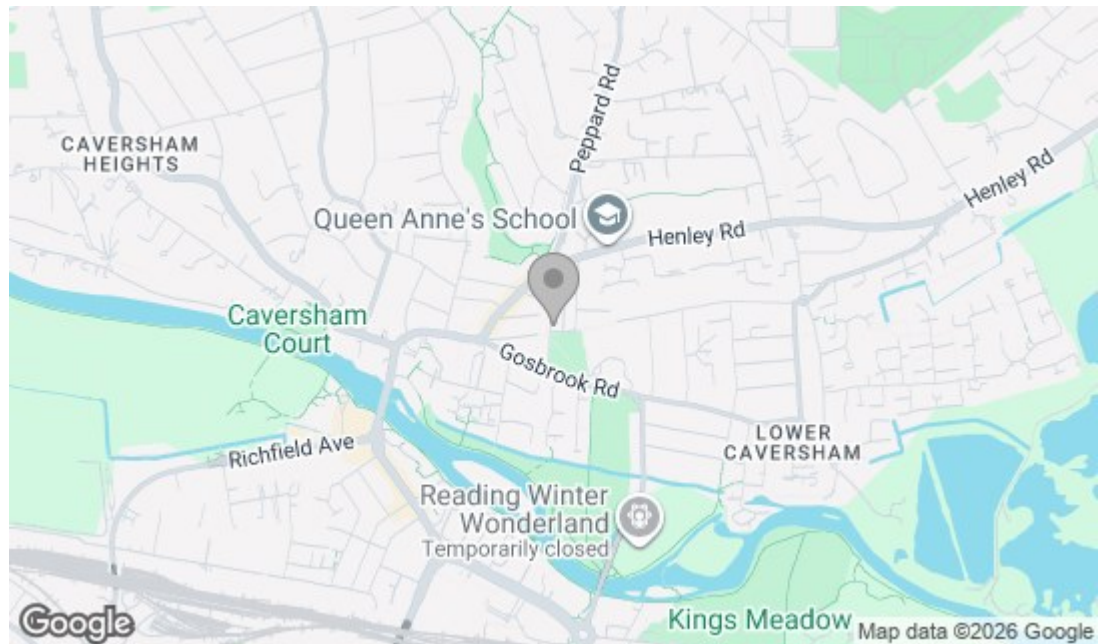 Peppard Rd
CAVERSHAM
HEIGHTS
Henley Rd
Queen Anne's School
Henley Rd
Caversham
Court
Gosbrook Rd
LOWER
CAVERSHAM
Richfield Ave
Reading Winter
Wonderland
Temporarily closed
Kings Meadow
Google
Map data ©2026 Google